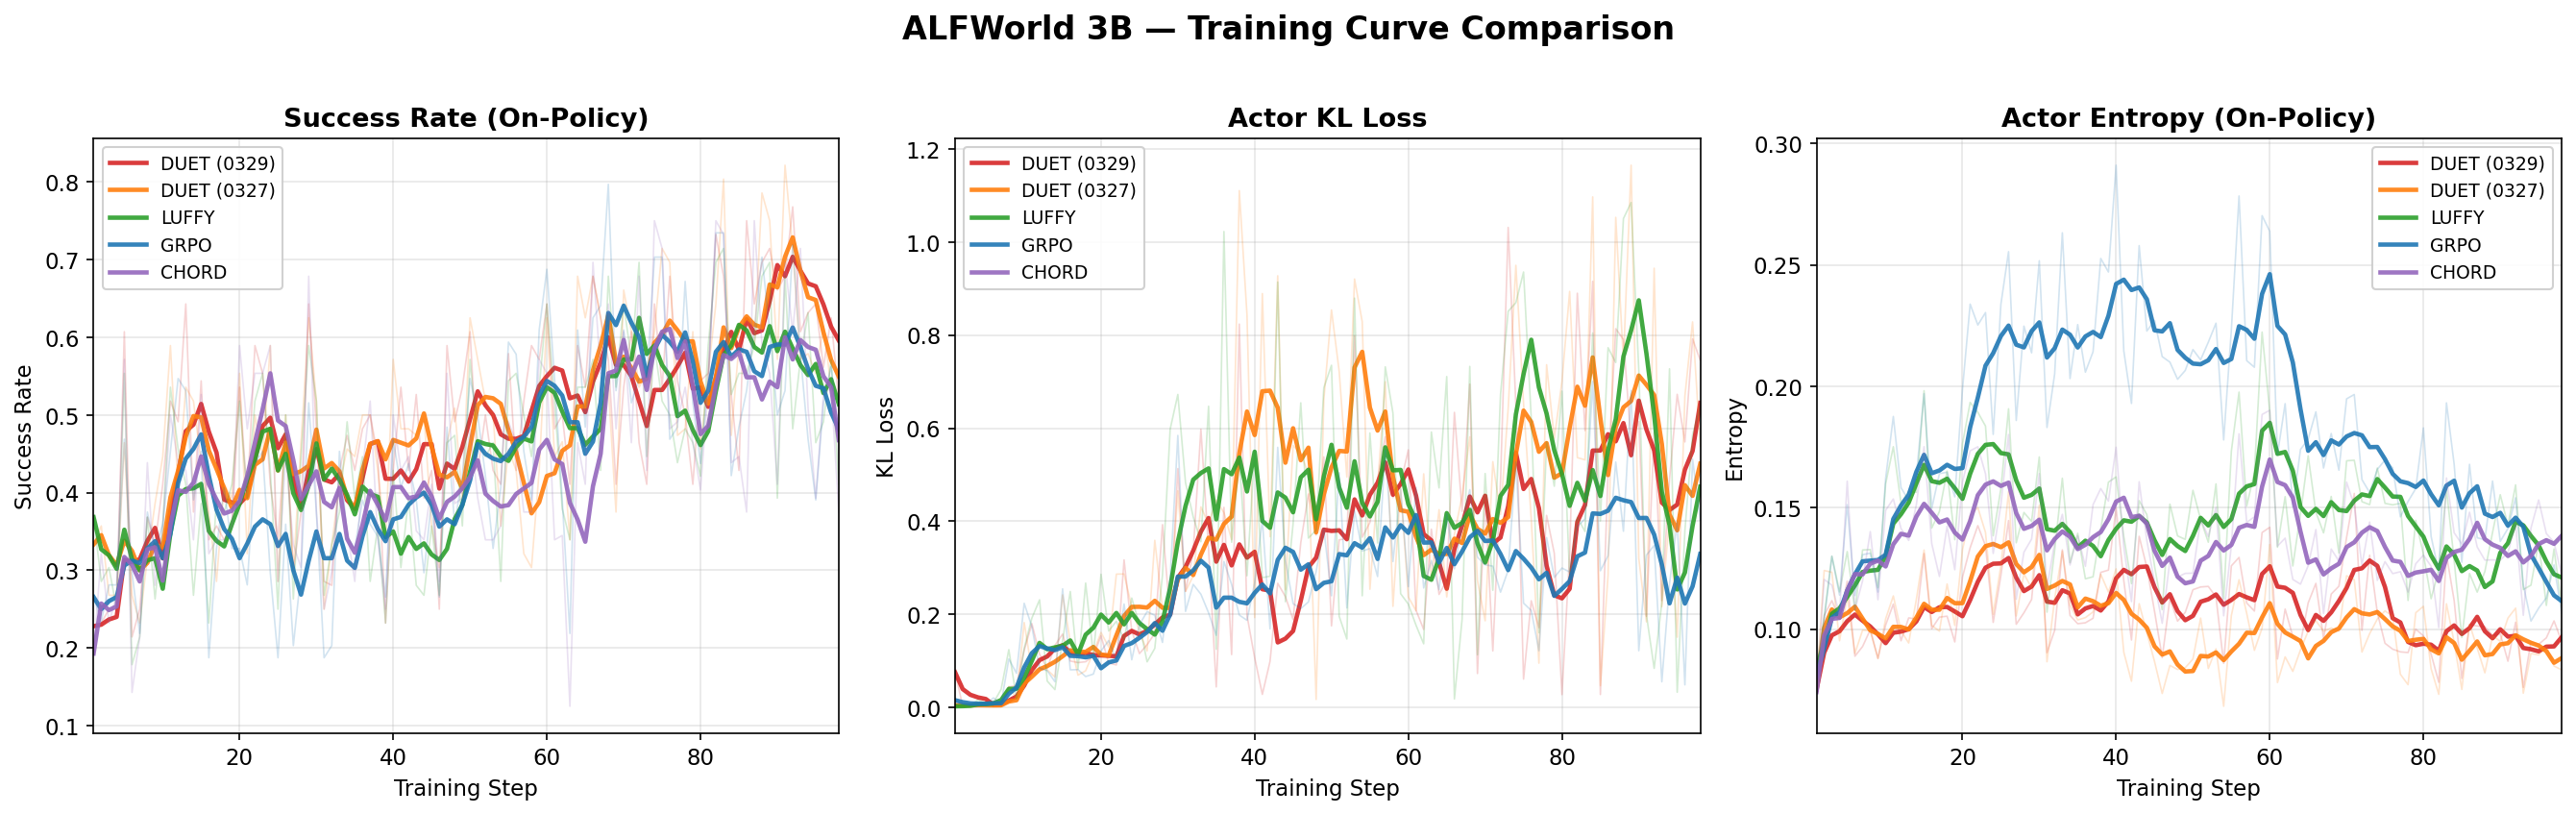 ALFWorld 3B — Training Curve Comparison
Success Rate (On-Policy)
DUET (0329)
DUET (0327)
LUFFY
GRPO
CHORD
Success Rate
0.8
0.7
0.6
0.5
0.4
0.3
0.2
0.1
20 40 60 80
Training Step
Actor KL Loss
DUET (0329)
DUET (0327)
LUFFY
GRPO
CHORD
KL Loss
1.2
1.0
0.8
0.6
0.4
0.2
0.0
20 40 60 80
Training Step
Actor Entropy (On-Policy)
DUET (0329)
DUET (0327)
LUFFY
GRPO
CHORD
Entropy
0.30
0.25
0.20
0.15
0.10
20 40 60 80
Training Step